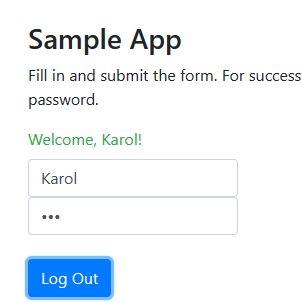 Sample App
Fill in and submit the form. For success
password.
Welcome, Karol!
Karol
•••
Log Out